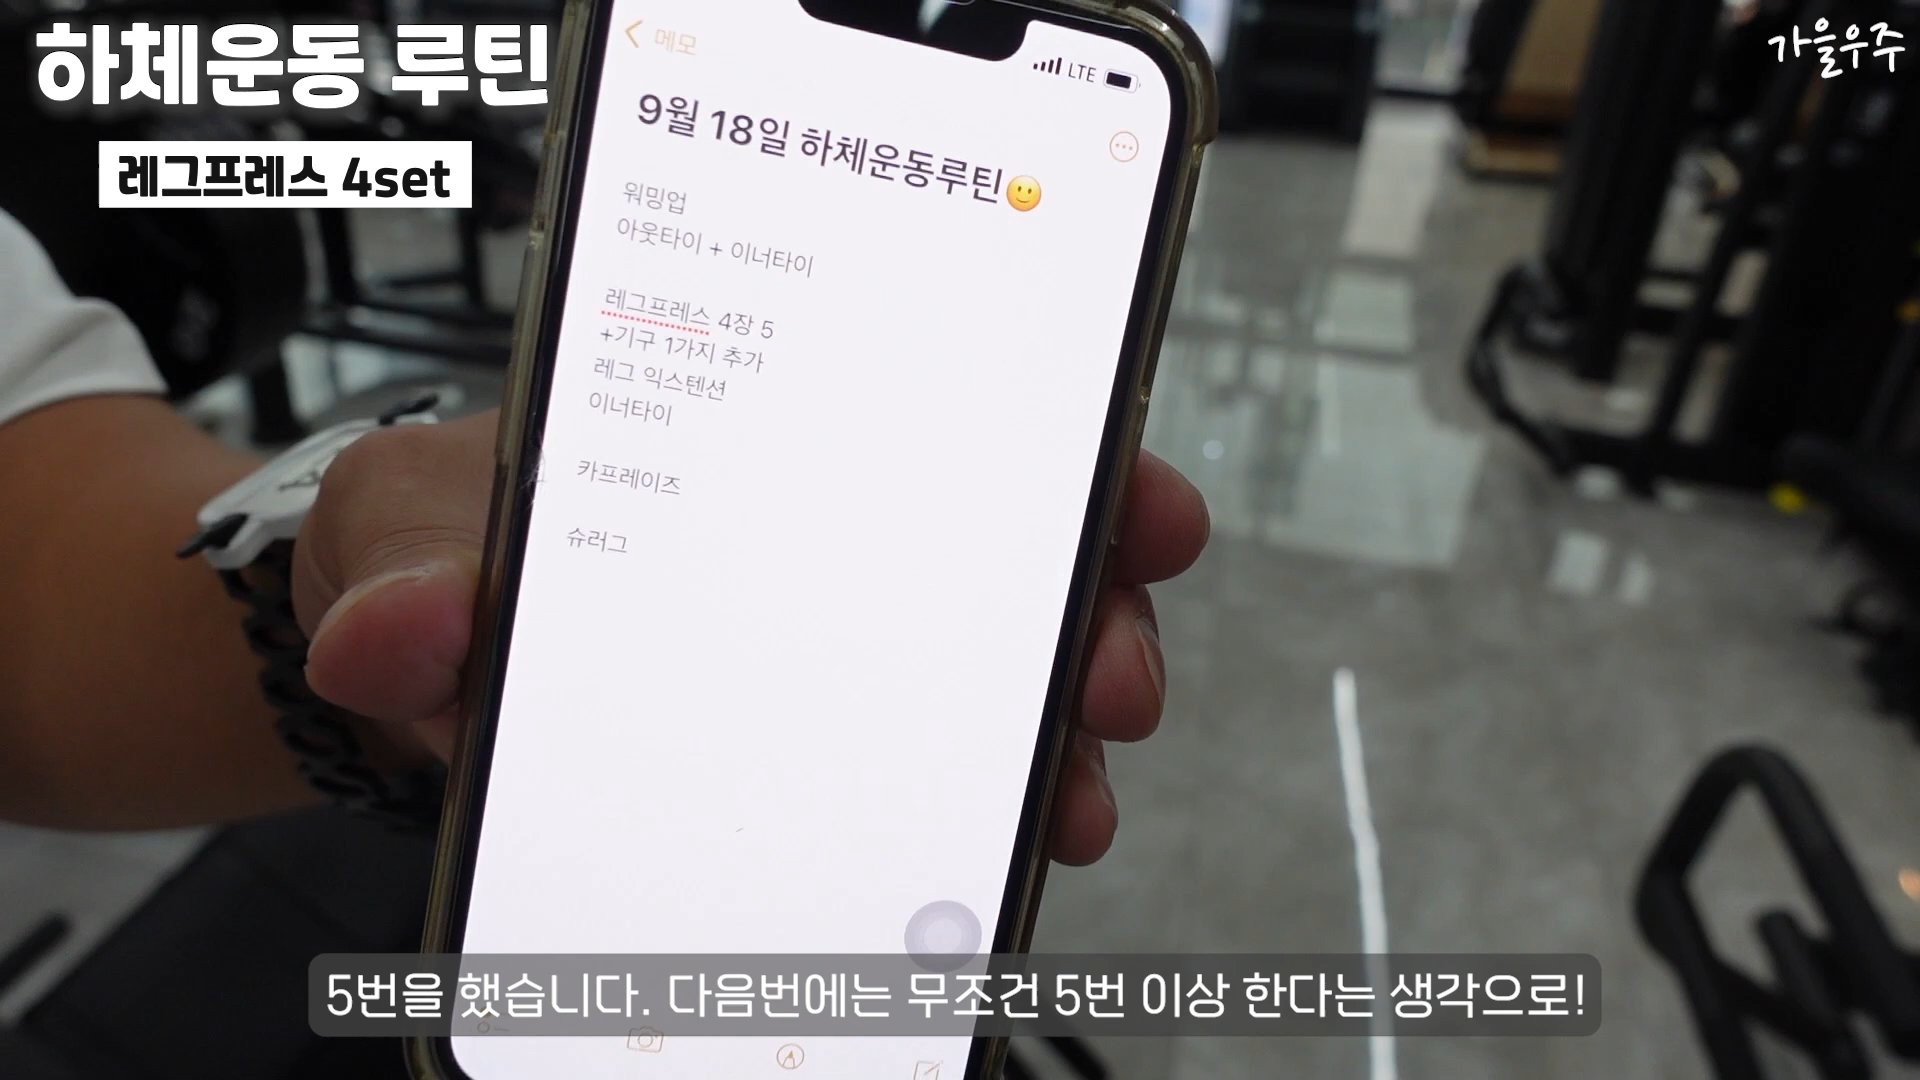 하체운동 루틴
레그프레스 4set
가을우주
메모
LTE
9월 18일 하체운동루틴🙂
워밍업
아웃타이 + 이너타이
레그프레스 4장 5
+기구 1가지 추가
레그 익스텐션
이너타이
카프레이즈
슈러그
5번을 했습니다. 다음번에는 무조건 5번 이상 한다는 생각으로!